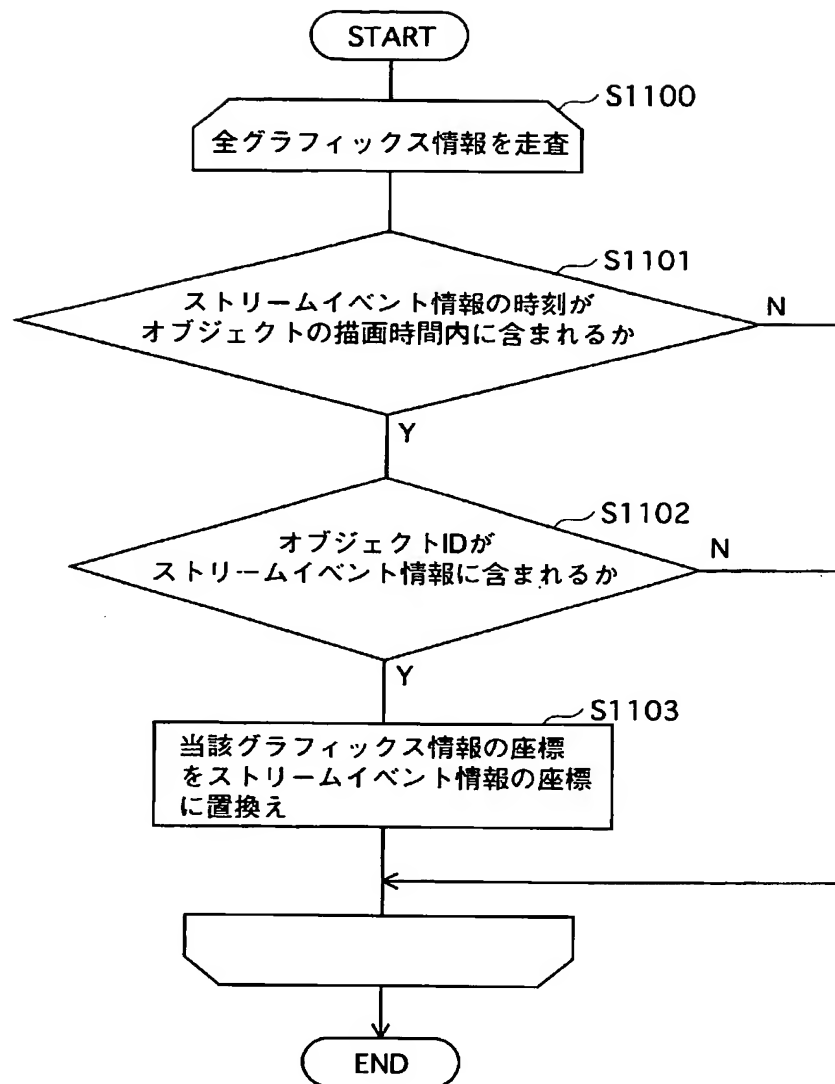 START
S1100
全グラフィックス情報を走査
S1101
ストリームイベント情報の時刻が
オブジェクトの描画時間内に含まれるか
N
Y
S1102
オブジェクトIDが
ストリームイベント情報に含まれるか
N
Y
S1103
当該グラフィックス情報の座標
をストリームイベント情報の座標
に置換え
END